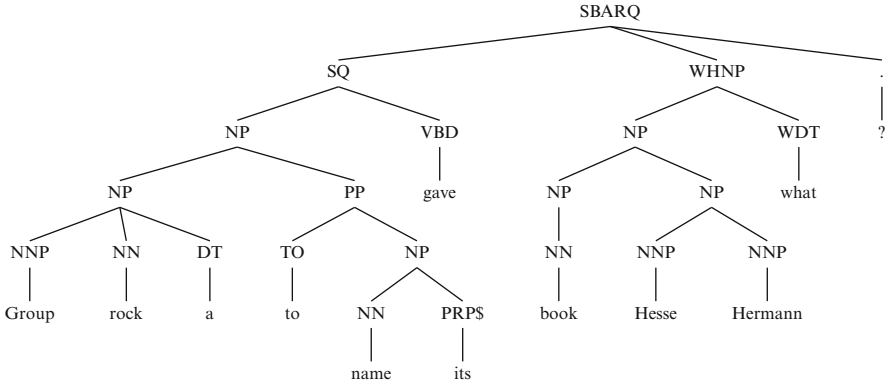 SBARQ
SQ WHNP .
NP VBD NP WDT ?
NP PP gave NP NP what
NNP NN DT TO NP NN NNP NNP
Group rock a to NN PRP$ book Hesse Hermann
name its